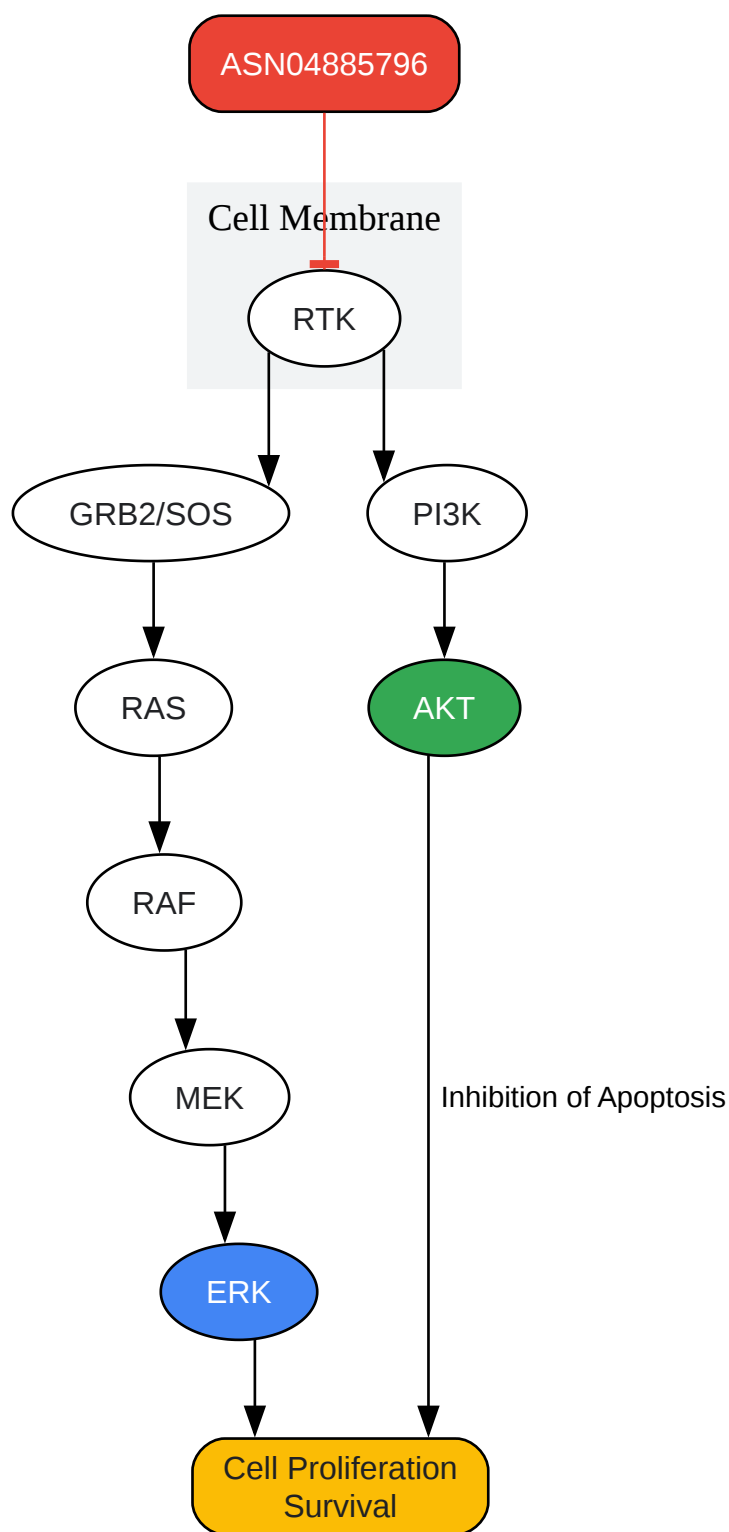 ASN04885796
Cell Membrane
RTK
GRB2/SOS
PI3K
RAS
AKT
RAF
MEK
Inhibition of Apoptosis
ERK
Cell Proliferation
Survival